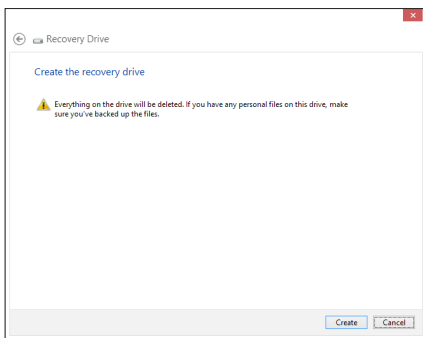 Recovery Drive
Create the recovery drive
Everything on the drive will be deleted. If you have any personal files on this drive, make
sure you've backed up the files.
Create Cancel